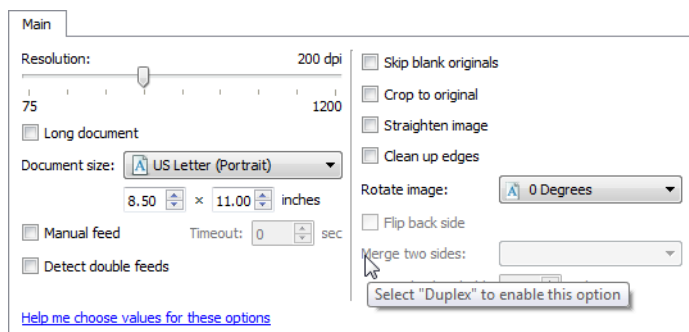 Main
Resolution: 200 dpi
75 1200
Long document
Document size: A US Letter (Portrait)
8.50 × 11.00 inches
Manual feed Timeout: 0 sec
Detect double feeds
Help me choose values for these options
Skip blank originals
Crop to original
Straighten image
Clean up edges
Rotate image: A 0 Degrees
Flip back side
Merge two sides:
Select "Duplex" to enable this option